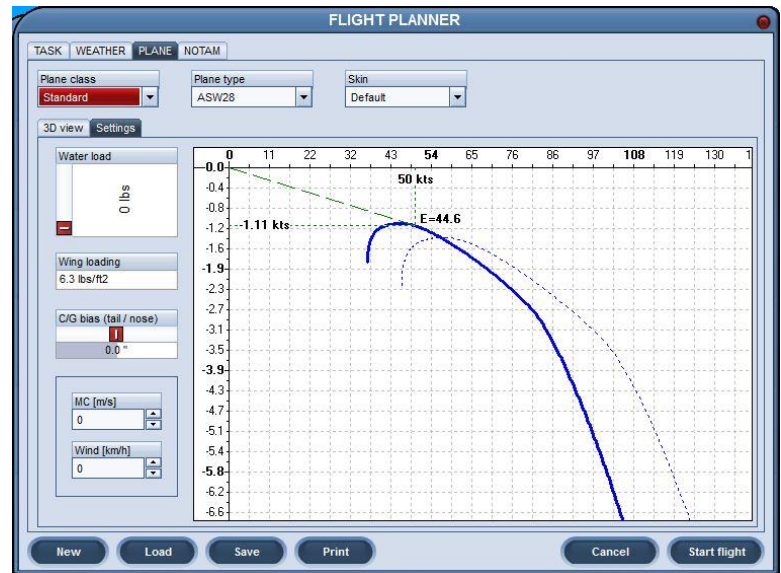 FLIGHT PLANNER
TASK WEATHER PLANE NOTAM
Plane class Plane type Skin
Standard ASW28 Default
3D view Settings
Water load
0 lbs
Wing loading
6.3 lbs/ft2
C/G bias (tail / nose)
0.0 "
MC [m/s]
0
Wind [km/h]
0
0 11 22 32 43 54 65 76 86 97 108 119 130 1
-0.0
-0.4
-0.8
-1.2
-1.6
-1.9
-2.3
-2.7
-3.1
-3.5
-3.9
-4.3
-4.7
-5.1
-5.4
-5.8
-6.2
-6.6
50 kts
E=44.6
-1.11 kts
New Load Save Print Cancel Start flight